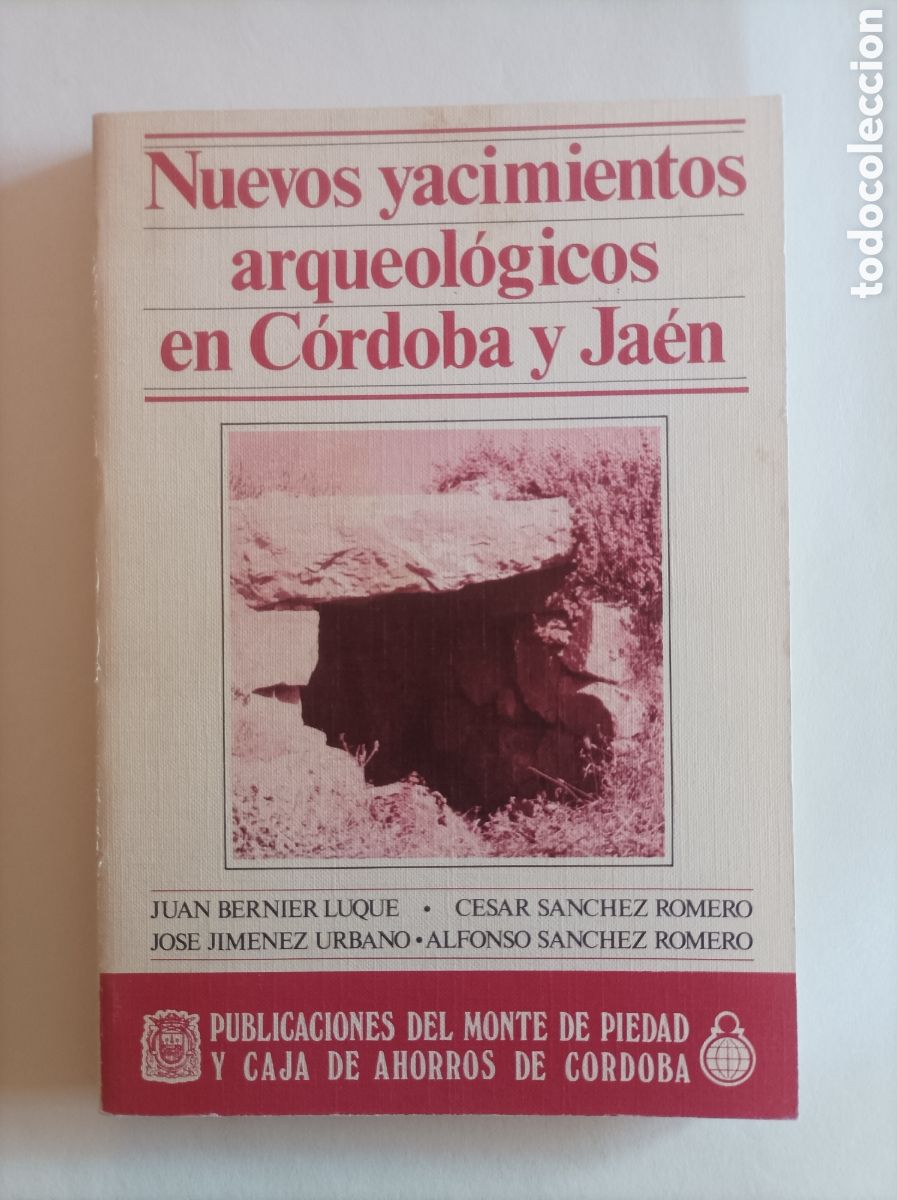 Nuevos yacimientos
arqueológicos
en Córdoba y Jaén
JUAN BERNIER LUQUE • CESAR SANCHEZ ROMERO
JOSE JIMENEZ URBANO • ALFONSO SANCHEZ ROMERO
PUBLICACIONES DEL MONTE DE PIEDAD
Y CAJA DE AHORROS DE CORDOBA
todocoleccion